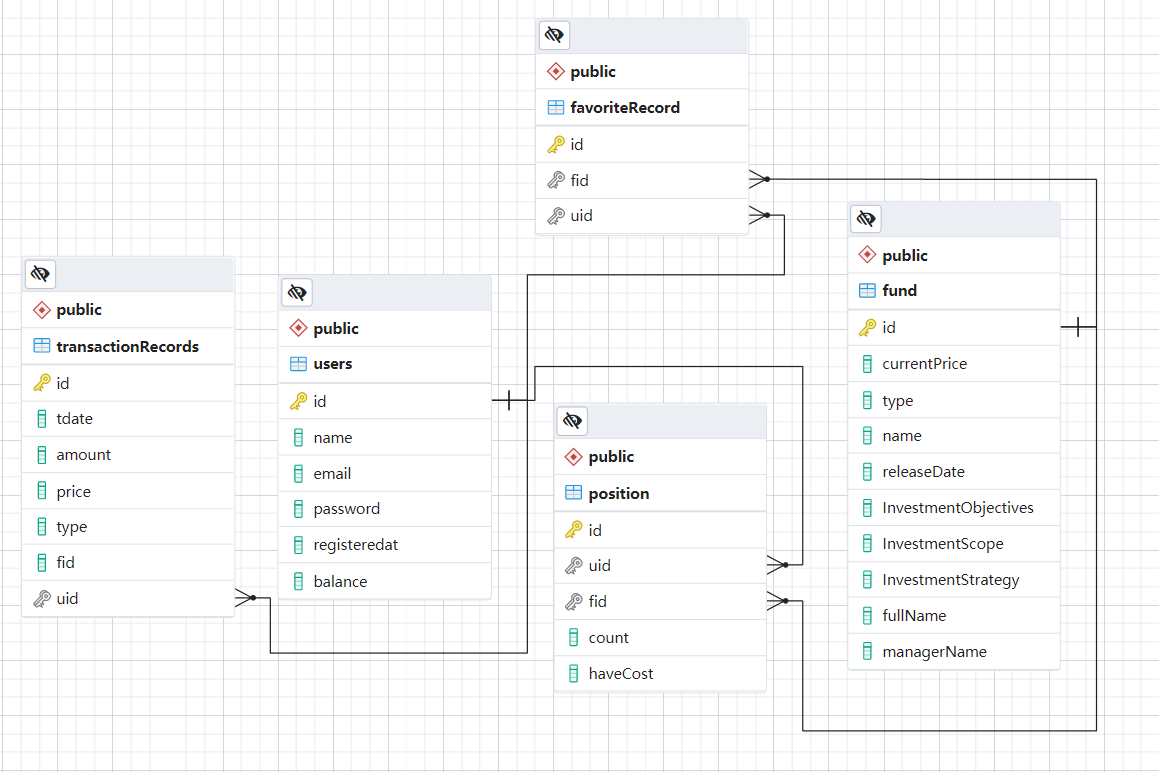 public
favoriteRecord
id
fid
uid
public
transactionRecords
id
tdate
amount
price
type
fid
uid
public
users
id
name
email
password
registeredat
balance
public
position
id
uid
fid
count
haveCost
public
fund
id
currentPrice
type
name
releaseDate
InvestmentObjectives
InvestmentScope
InvestmentStrategy
fullName
managerName